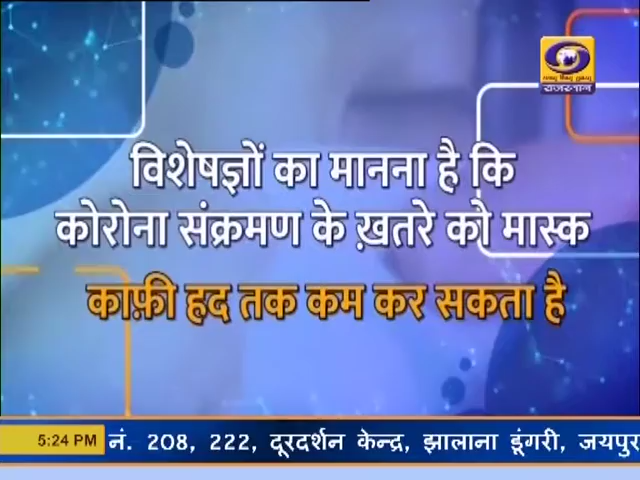 राजस्थान
विशेषज्ञों का मानना है कि
कोरोना संक्रमण के ख़तरे को मास्क
काफ़ी हद तक कम कर सकता है
5:24 PM नं. 208, 222, दूरदर्शन केन्द्र, झालाना डूंगरी, जयपुर